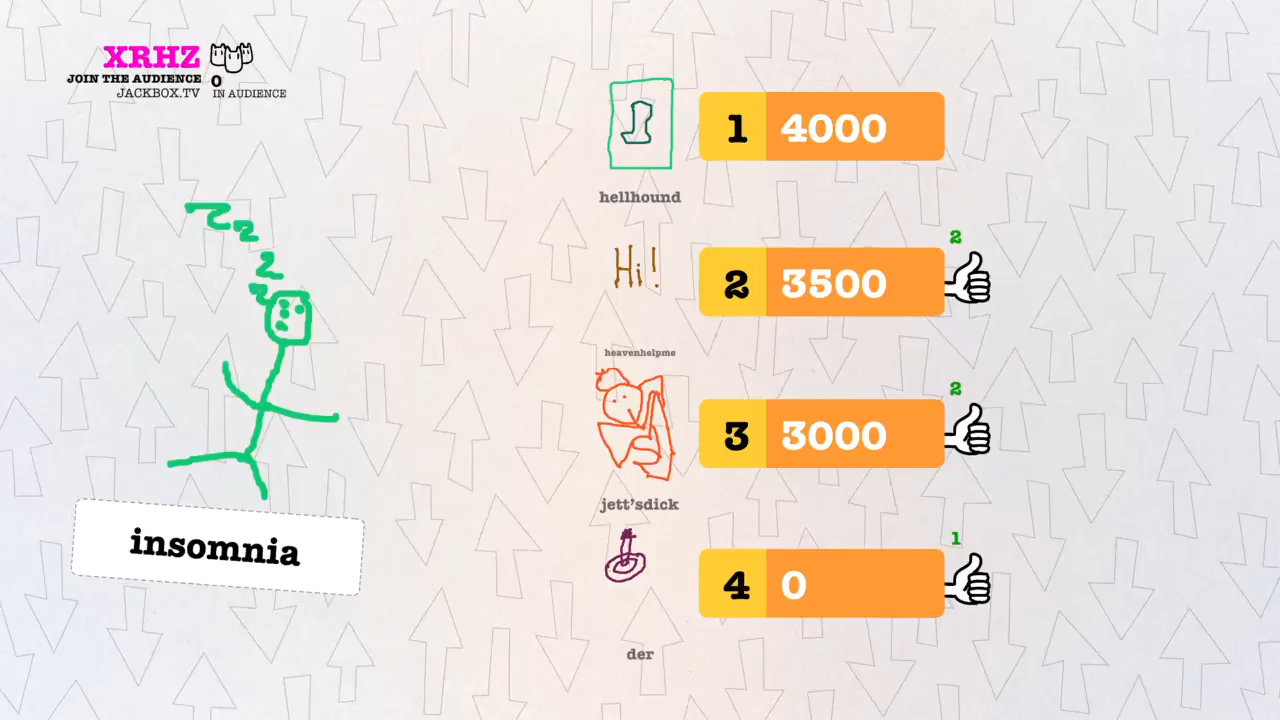 XRHZ
JOIN THE AUDIENCE 0
JACKBOX.TV IN AUDIENCE
z z z z
insomnia
1 4000
hellhound
Hi!
2 3500
2
heavenhelpme
3 3000
2
jett'sdick
4 0
1
der